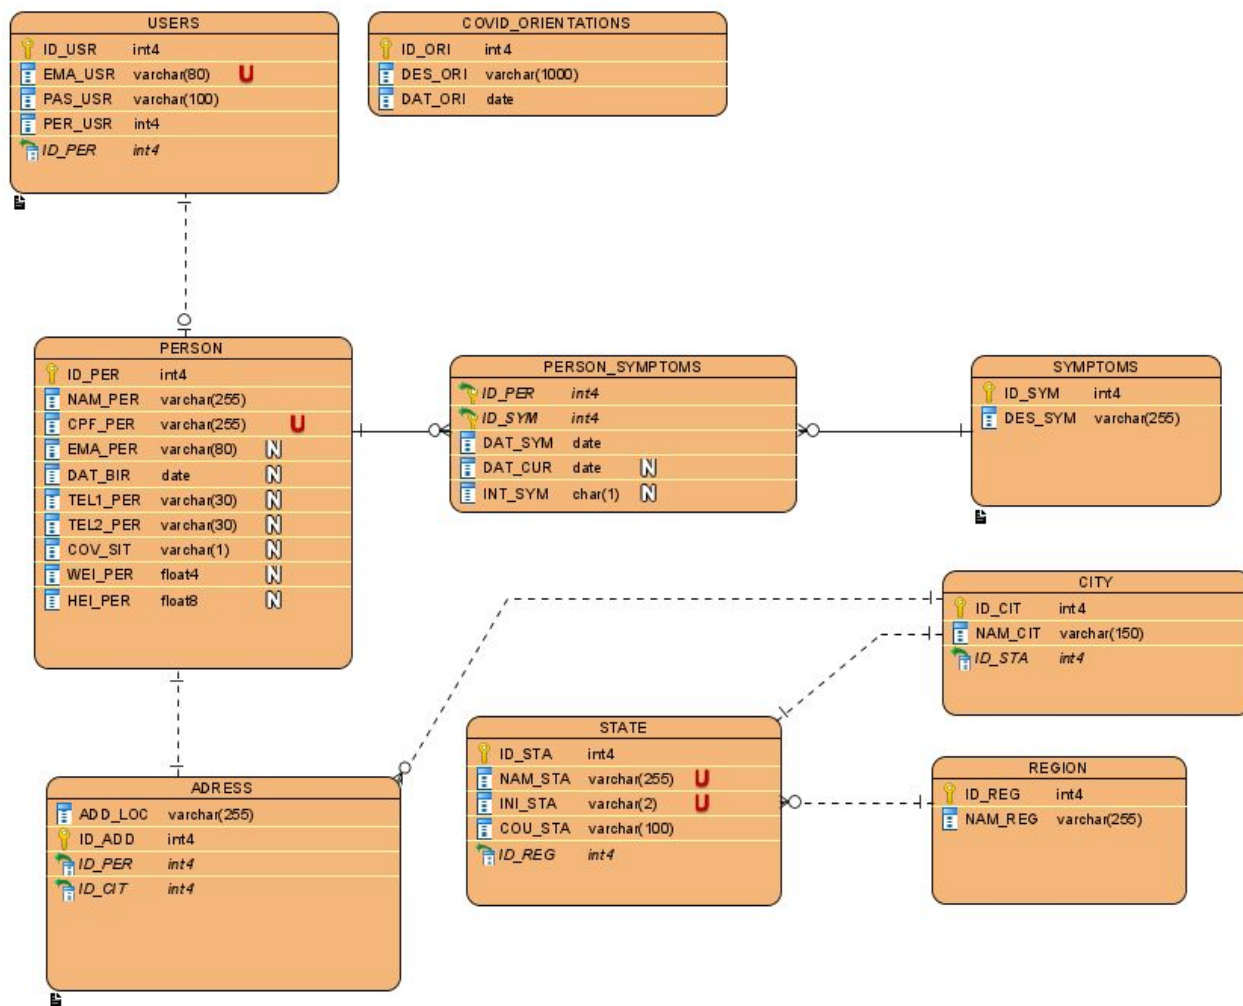 USERS
ID_USR int4
EMA_USR varchar(80) U
PAS_USR varchar(100)
PER_USR int4
ID_PER int4
COVID_ORIENTATIONS
ID_ORI int4
DES_ORI varchar(1000)
DAT_ORI date
PERSON
ID_PER int4
NAM_PER varchar(255)
CPF_PER varchar(255) U
EMA_PER varchar(80) N
DAT_BIR date N
TEL1_PER varchar(30) N
TEL2_PER varchar(30) N
COV_SIT varchar(1) N
WEI_PER float4 N
HEI_PER float8 N
PERSON_SYMPTOMS
ID_PER int4
ID_SYM int4
DAT_SYM date
DAT_CUR date N
INT_SYM char(1) N
SYMPTOMS
ID_SYM int4
DES_SYM varchar(255)
CITY
ID_CIT int4
NAM_CIT varchar(150)
ID_STA int4
STATE
ID_STA int4
NAM_STA varchar(255) U
INI_STA varchar(2) U
COU_STA varchar(100)
ID_REG int4
REGION
ID_REG int4
NAM_REG varchar(255)
ADRESS
ADD_LOC varchar(255)
ID_ADD int4
ID_PER int4
ID_CIT int4